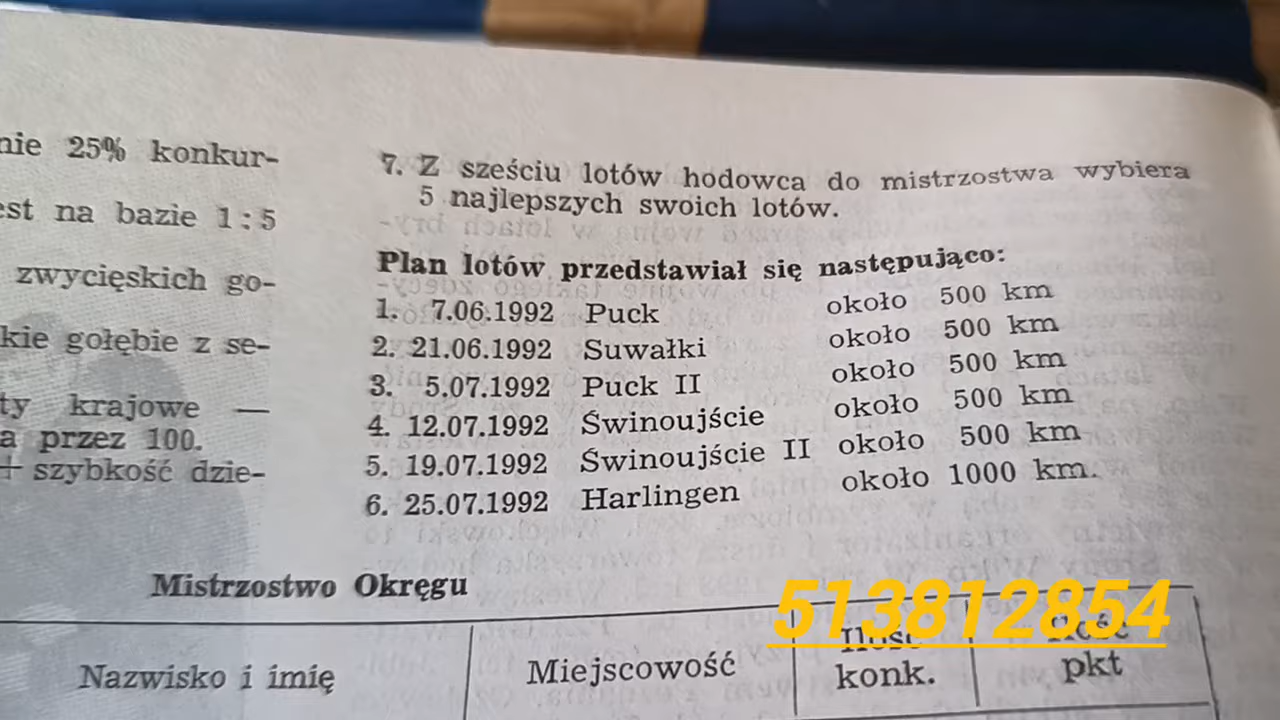 nie 25% konkur-
est na bazie 1:5
zwycięskich go-
kie gołębie z se-
ty krajowe —
a przez 100.
+ szybkość dzie-
7. Z sześciu lotów hodowca do mistrzostwa wybiera
5 najlepszych swoich lotów.
Plan lotów przedstawiał się następująco:
1. 7.06.1992 Puck około 500 km
2. 21.06.1992 Suwałki około 500 km
3. 5.07.1992 Puck II około 500 km
4. 12.07.1992 Świnoujście około 500 km
5. 19.07.1992 Świnoujście II około 500 km
6. 25.07.1992 Harlingen około 1000 km.
Mistrzostwo Okręgu
513812854
Nazwisko i imię
Miejscowość
Ilość
konk.
Ilość
pkt